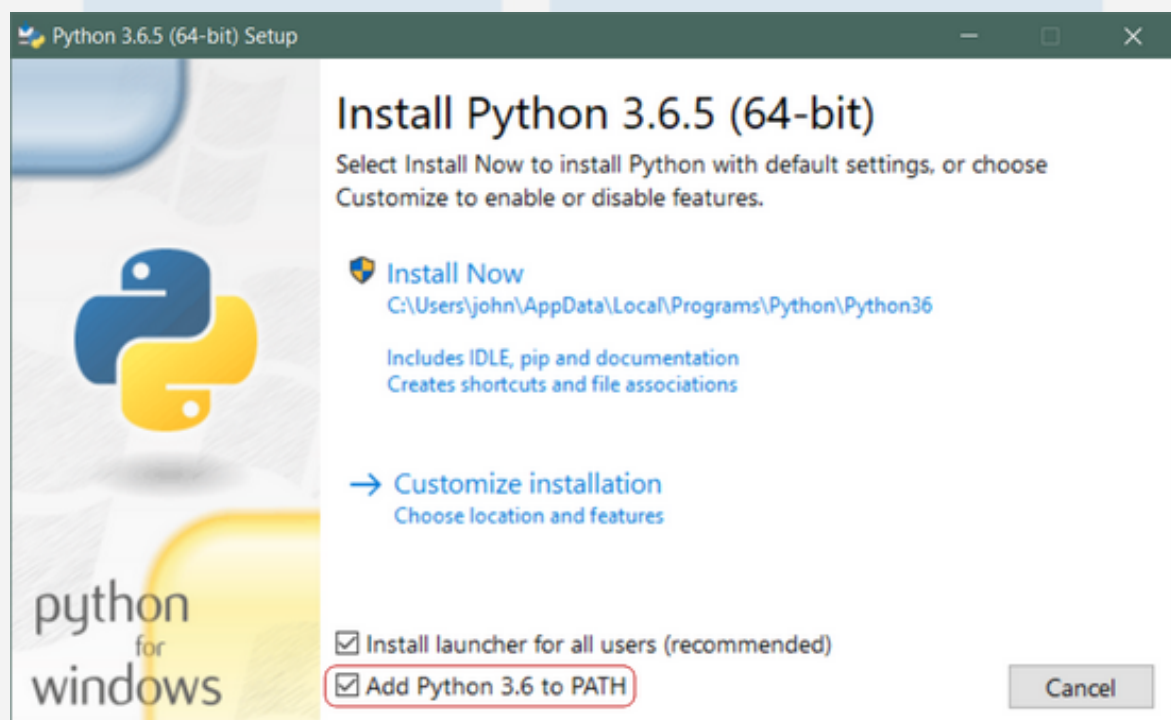 Python 3.6.5 (64-bit) Setup
Install Python 3.6.5 (64-bit)
Select Install Now to install Python with default settings, or choose
Customize to enable or disable features.
Install Now
C:\Users\john\AppData\Local\Programs\Python\Python36
Includes IDLE, pip and documentation
Creates shortcuts and file associations
Customize installation
Choose location and features
python
for
windows
Install launcher for all users (recommended)
Add Python 3.6 to PATH
Cancel